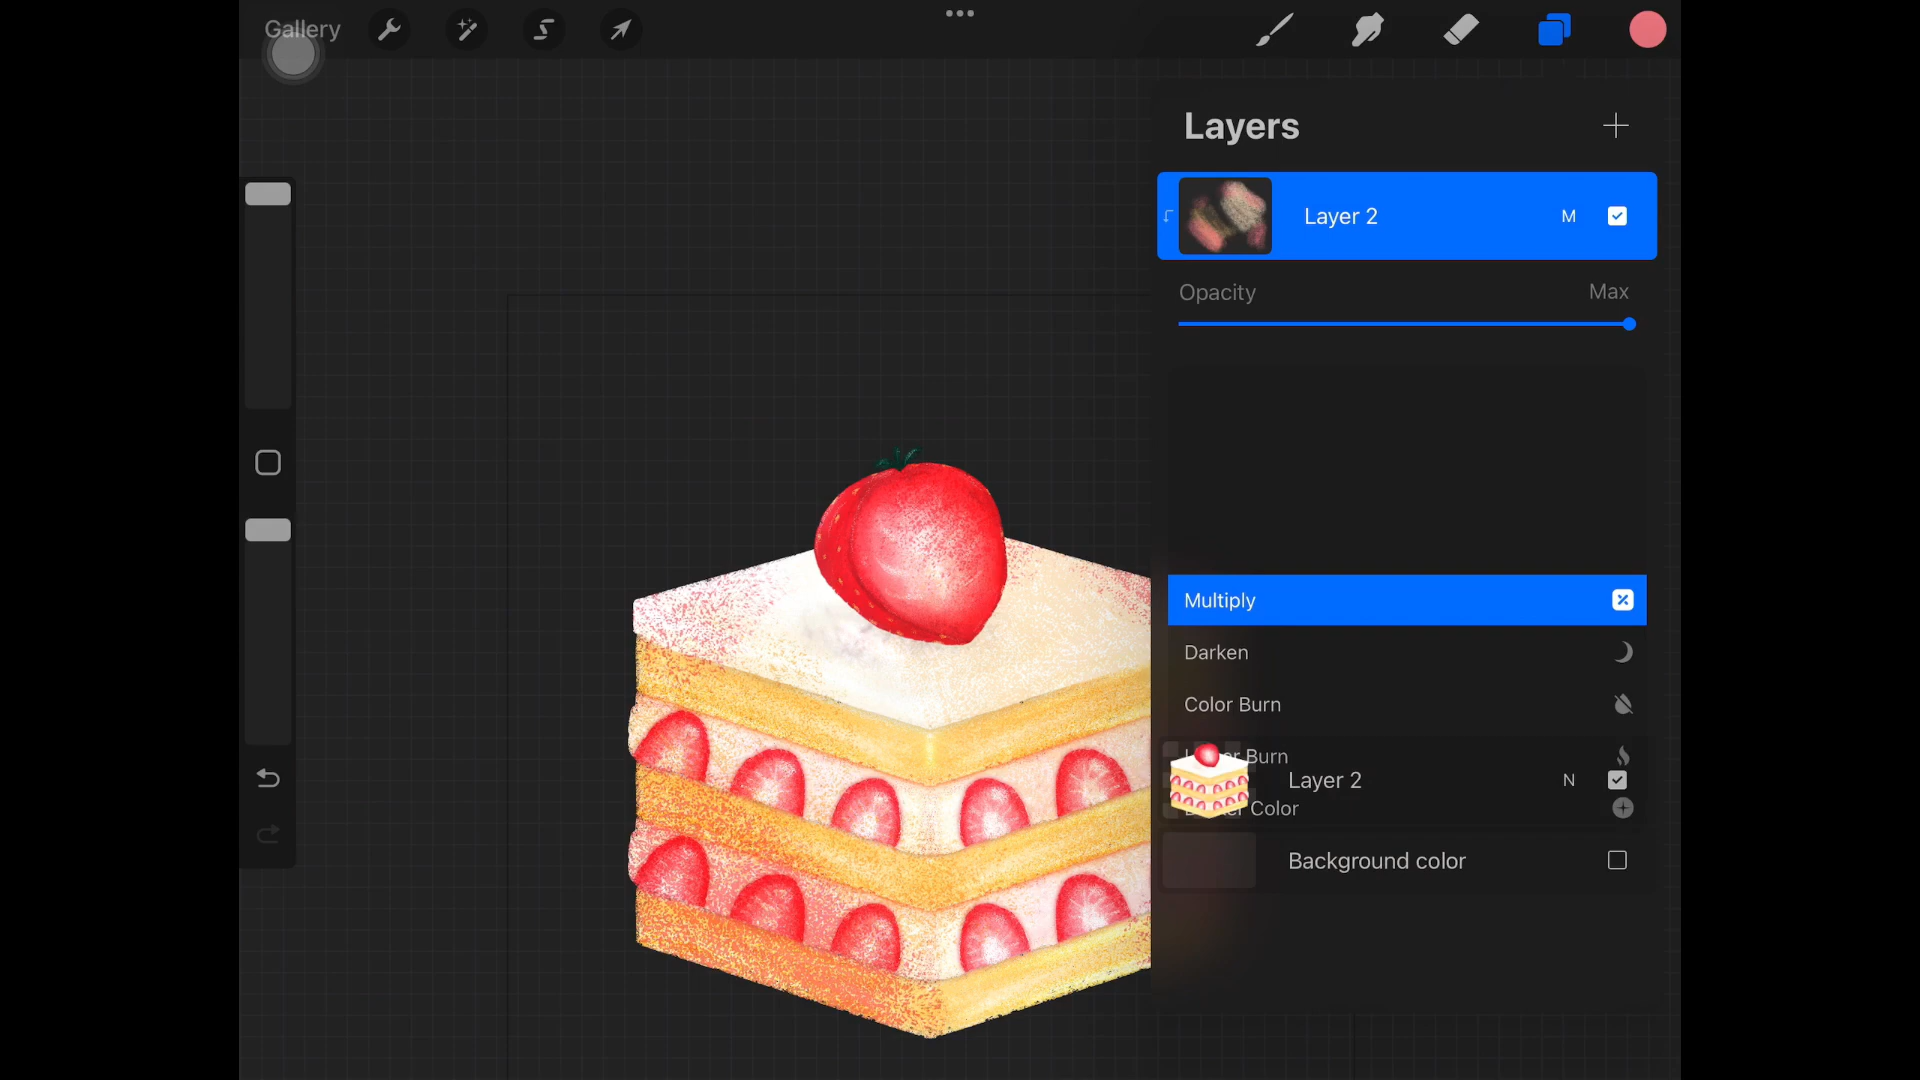 Gallery
Layers
Layer 2 M
Opacity Max
Multiply
Darken
Color Burn
Burn
Layer 2 N
Color
Background color